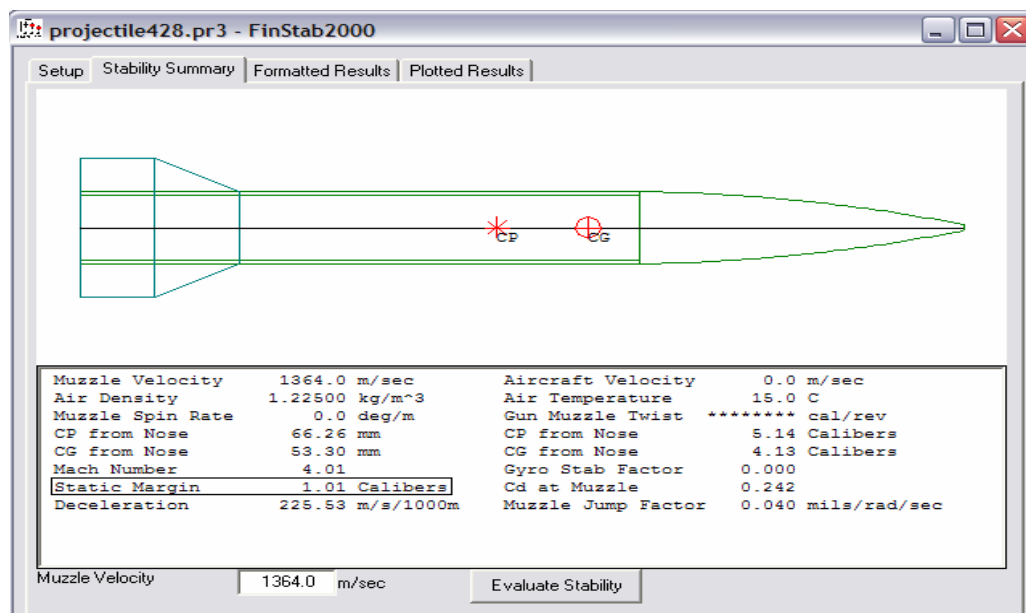 projectile428.pr3 - FinStab2000
Setup Stability Summary Formatted Results Plotted Results
CP CG
Muzzle Velocity 1364.0 m/sec Aircraft Velocity 0.0 m/sec
Air Density 1.22500 kg/m^3 Air Temperature 15.0 C
Muzzle Spin Rate 0.0 deg/m Gun Muzzle Twist ******** cal/rev
CP from Nose 66.26 mm CP from Nose 5.14 Calibers
CG from Nose 53.30 mm CG from Nose 4.13 Calibers
Mach Number 4.01 Gyro Stab Factor 0.000
Static Margin 1.01 Calibers Cd at Muzzle 0.242
Deceleration 225.53 m/s/1000m Muzzle Jump Factor 0.040 mils/rad/sec
Muzzle Velocity 1364.0 m/sec Evaluate Stability